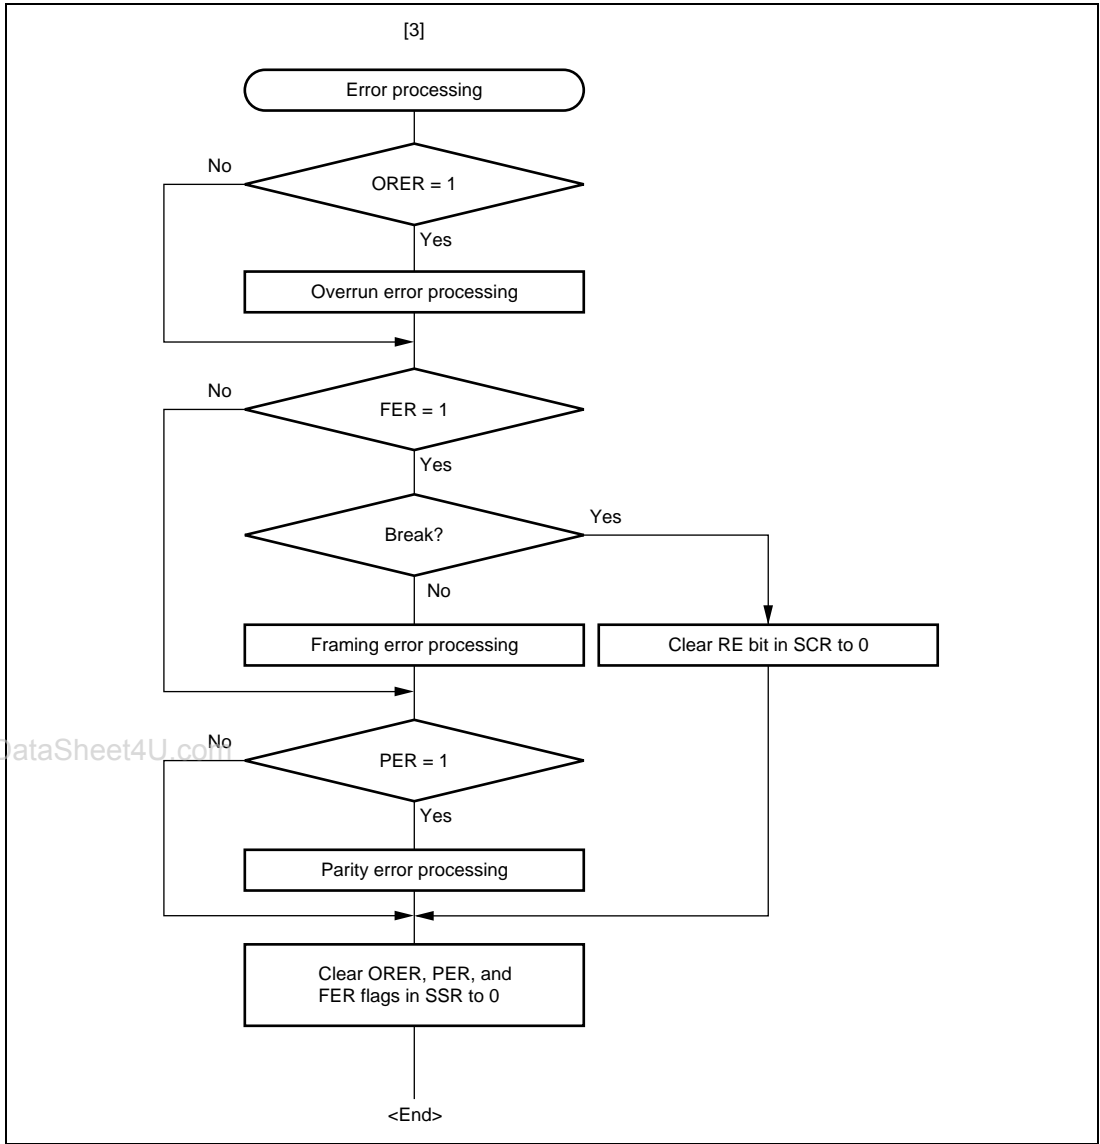 [3]
Error processing
No
ORER = 1
Yes
Overrun error processing
No
FER = 1
Yes
Break?
Yes
No
Framing error processing
Clear RE bit in SCR to 0
DataSheet4U.com
No
PER = 1
Yes
Parity error processing
Clear ORER, PER, and
FER flags in SSR to 0
<End>